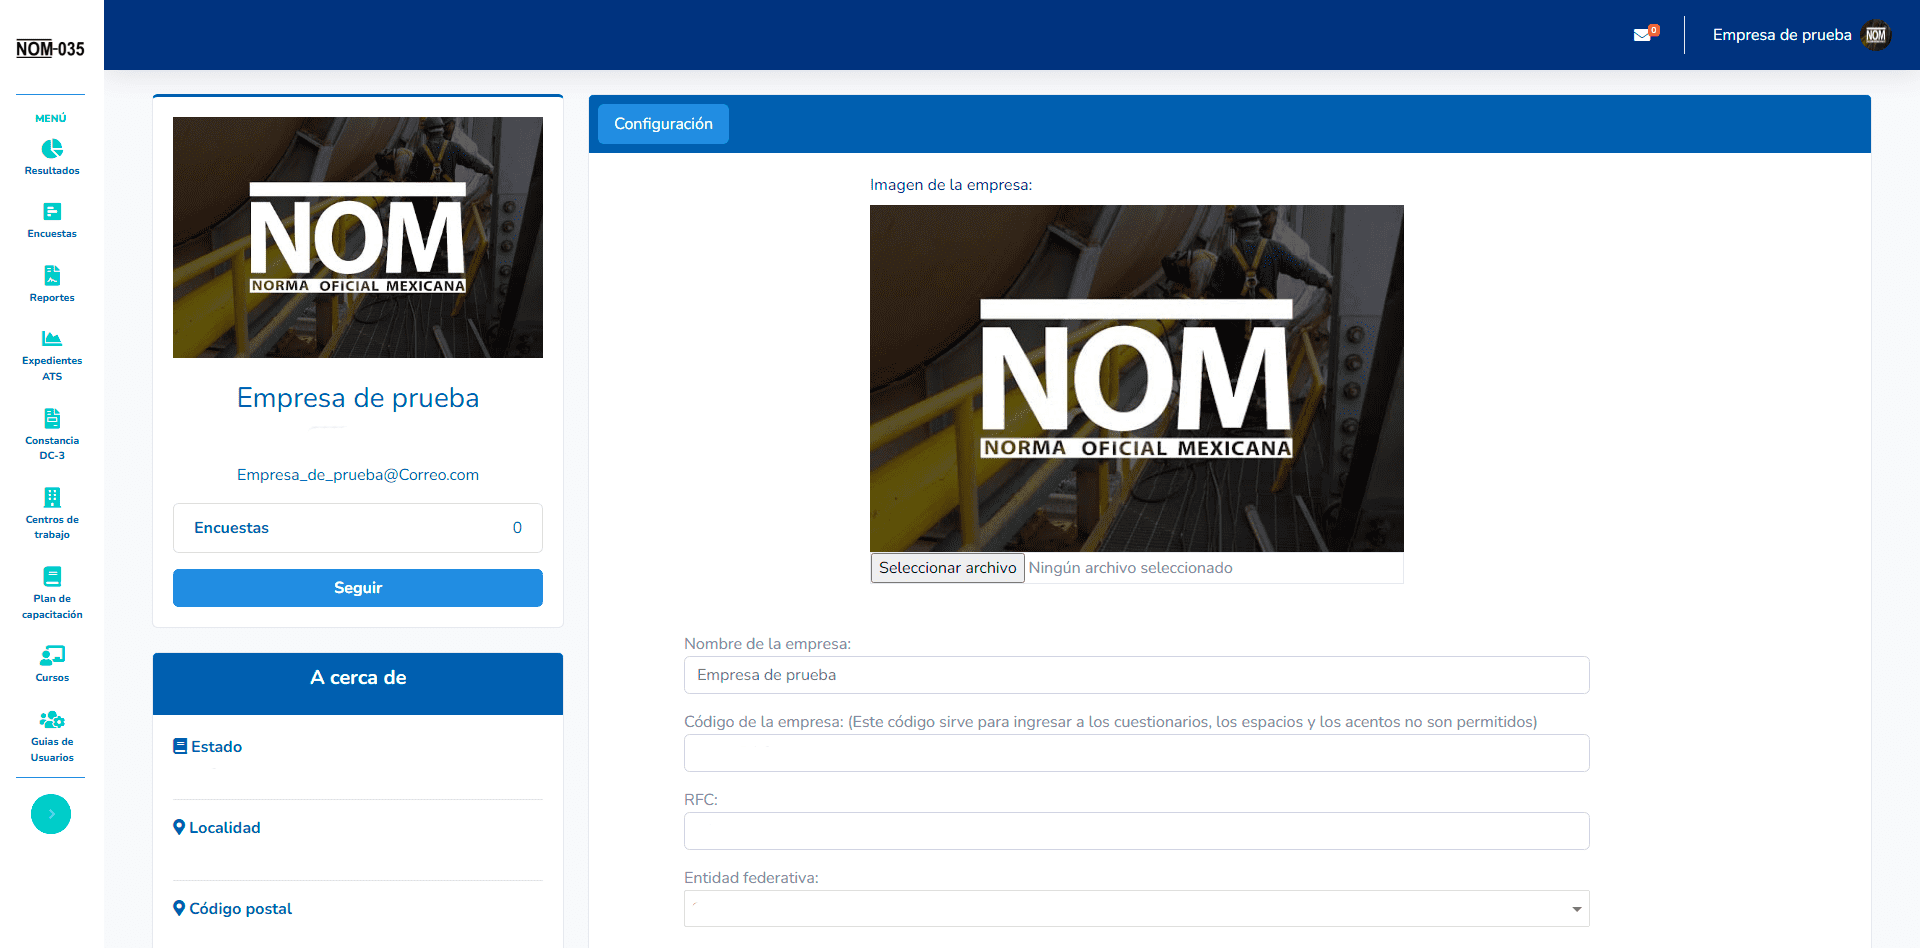 NOM-035
MENÚ
Resultados
Encuestas
Reportes
Expedientes
ATS
Constancia
DC-3
Centros de
trabajo
Plan de
capacitación
Cursos
Guias de
Usuarios
0
Empresa de prueba
NOM
NOM
NORMA OFICIAL MEXICANA
Empresa de prueba
Empresa_de_prueba@Correo.com
Encuestas 0
Seguir
A cerca de
Estado
Localidad
Código postal
Configuración
Imagen de la empresa:
NOM
NORMA OFICIAL MEXICANA
Seleccionar archivo Ningún archivo seleccionado
Nombre de la empresa:
Empresa de prueba
Código de la empresa: (Este código sirve para ingresar a los cuestionarios, los espacios y los acentos no son permitidos)
RFC:
Entidad federativa: